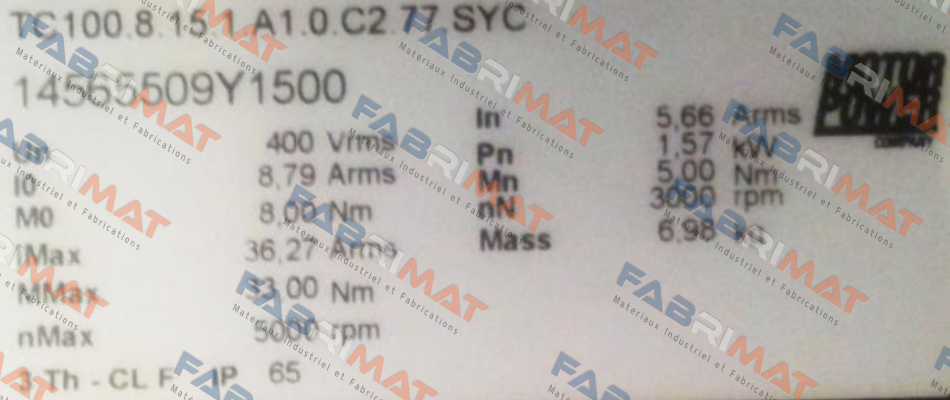 TC100.8.15.1 A1.0.C2.77.SYC
14565509Y1500
MOTOR
POWER
COMPANY
In 5,66 Arms
400 Vrms Pn 1,57 kW
I0 8,79 Arms Mn 5,00 Nm
M0 8,00 Nm nN 3000 rpm
IMax 36,27 Arms Mass 6,98
MMax Nm
nMax 5000 rpm
3-Th - CL F IP 65
FABRIMAT
Materiaux Industriel et Fabrications